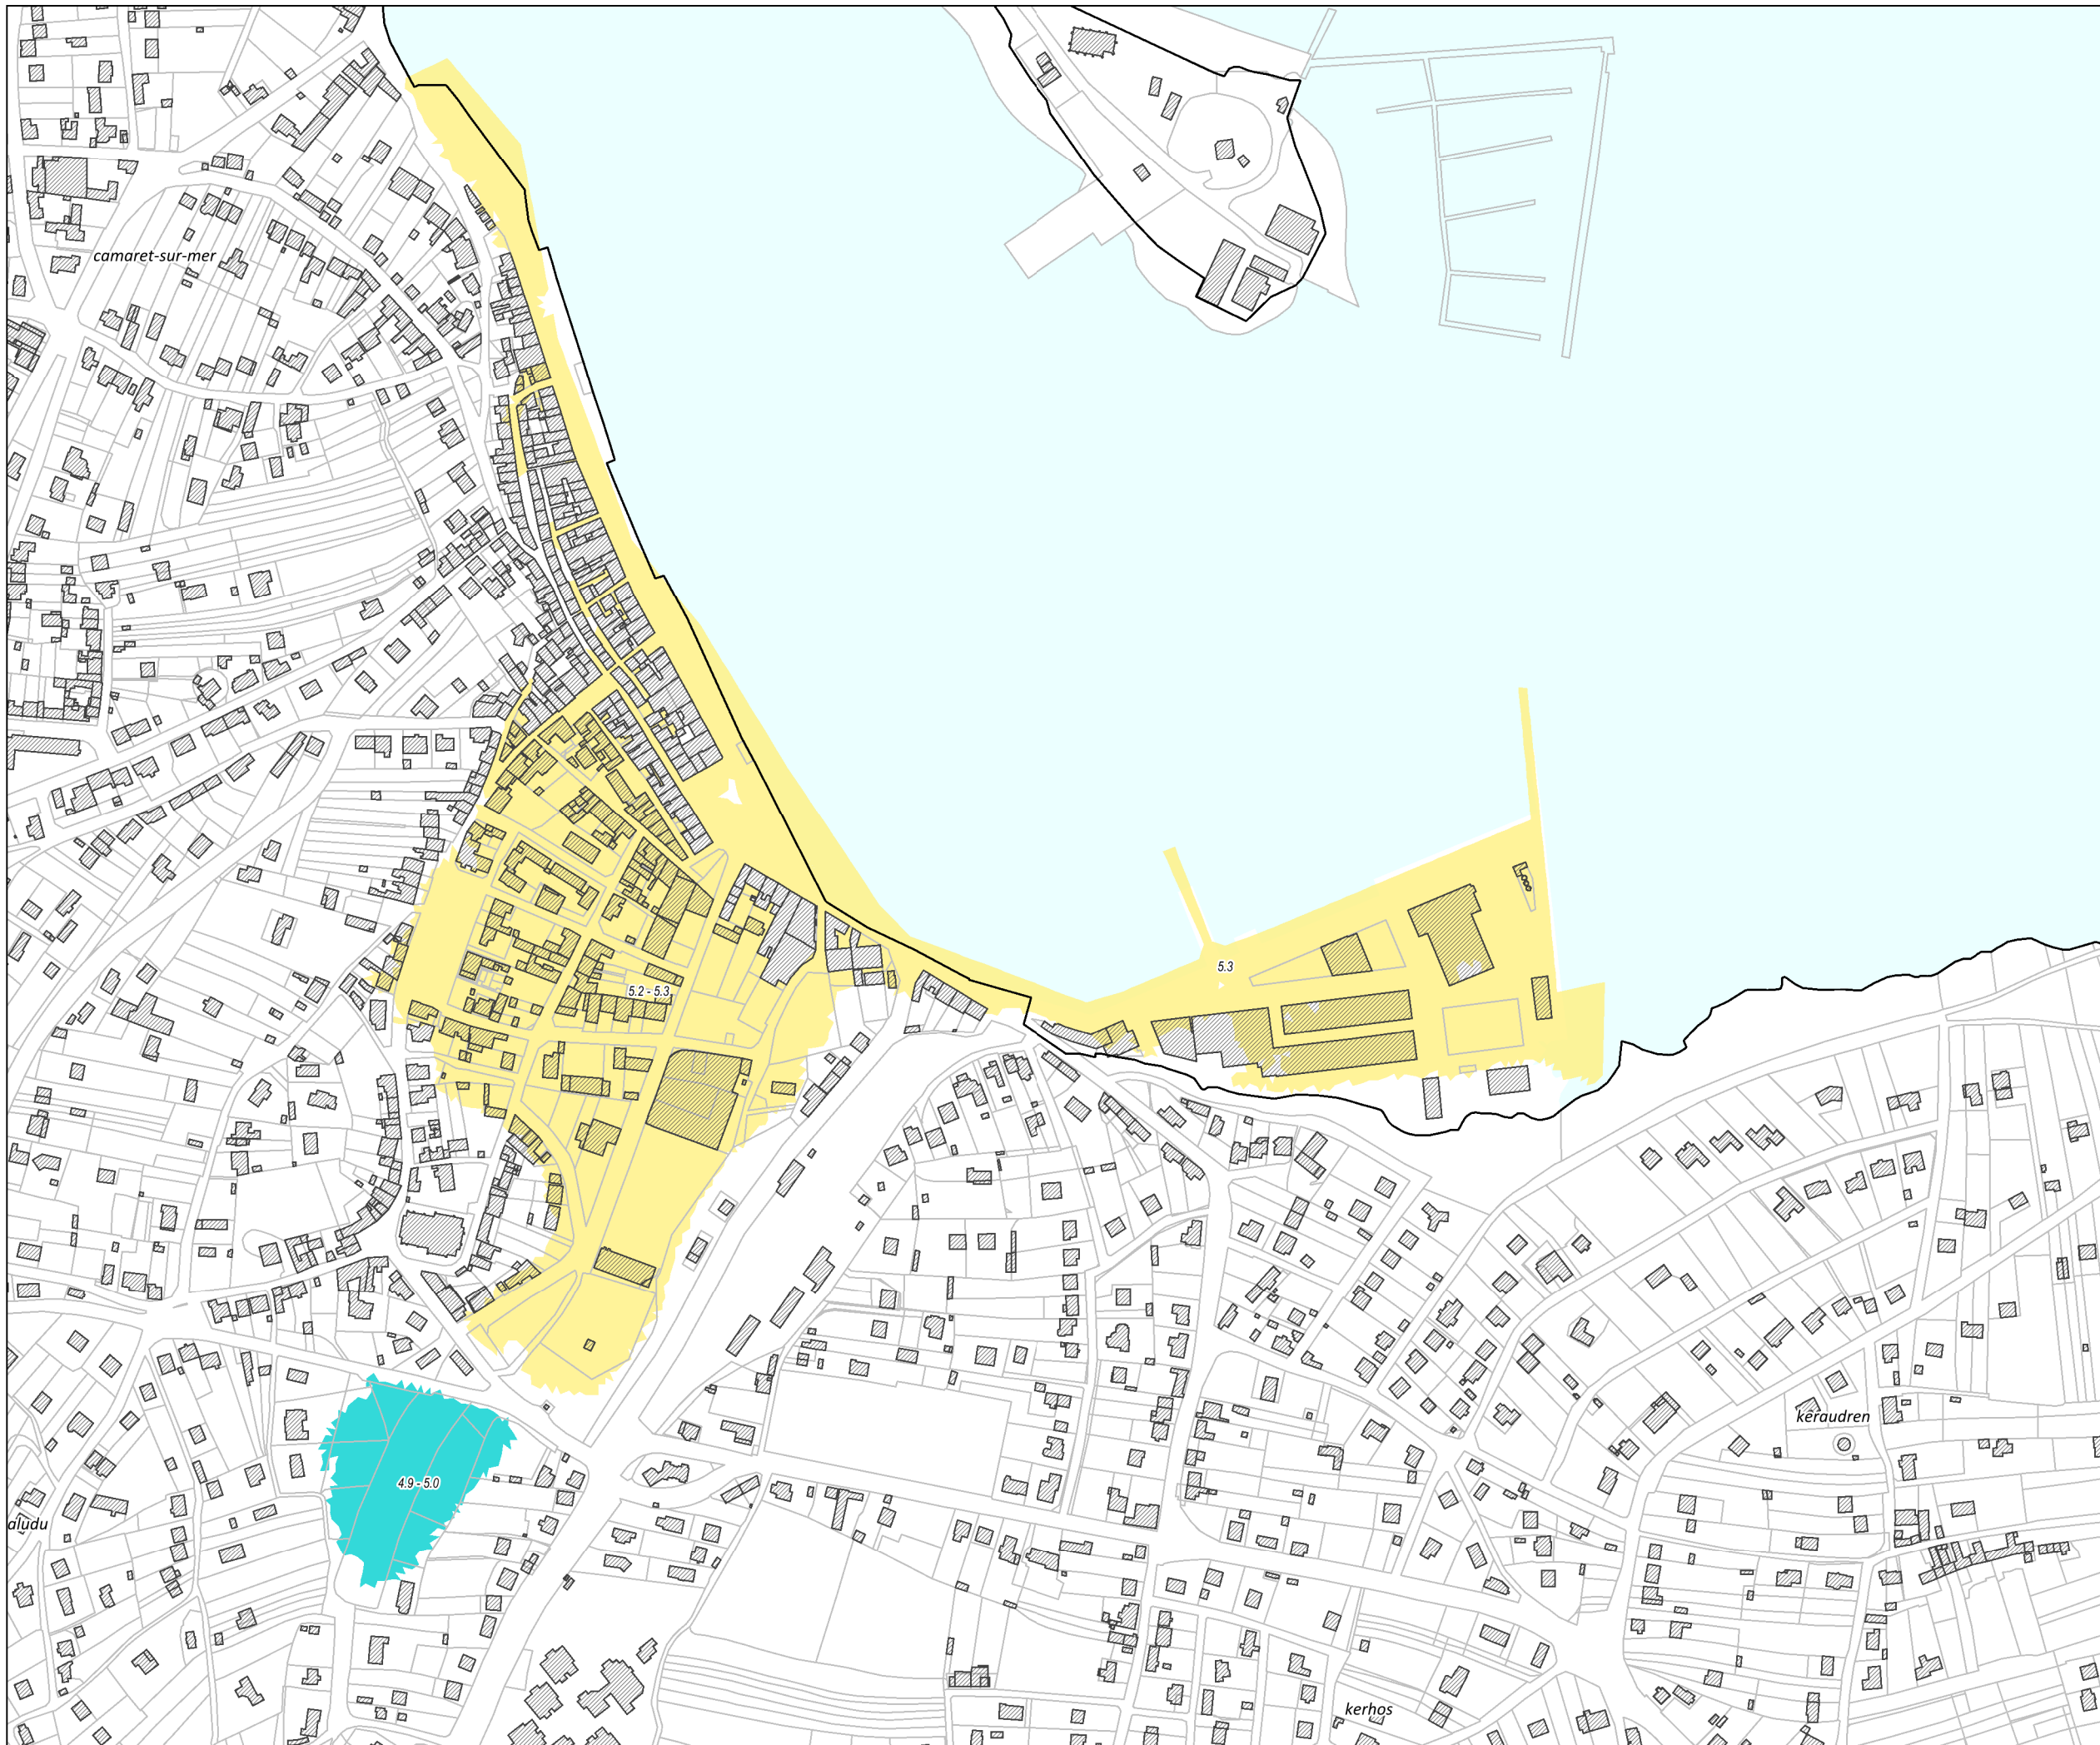 camaret-sur-mer
5.3
5.2 - 5.3
keraudren
4.9 - 5.0
aludu
kerhos